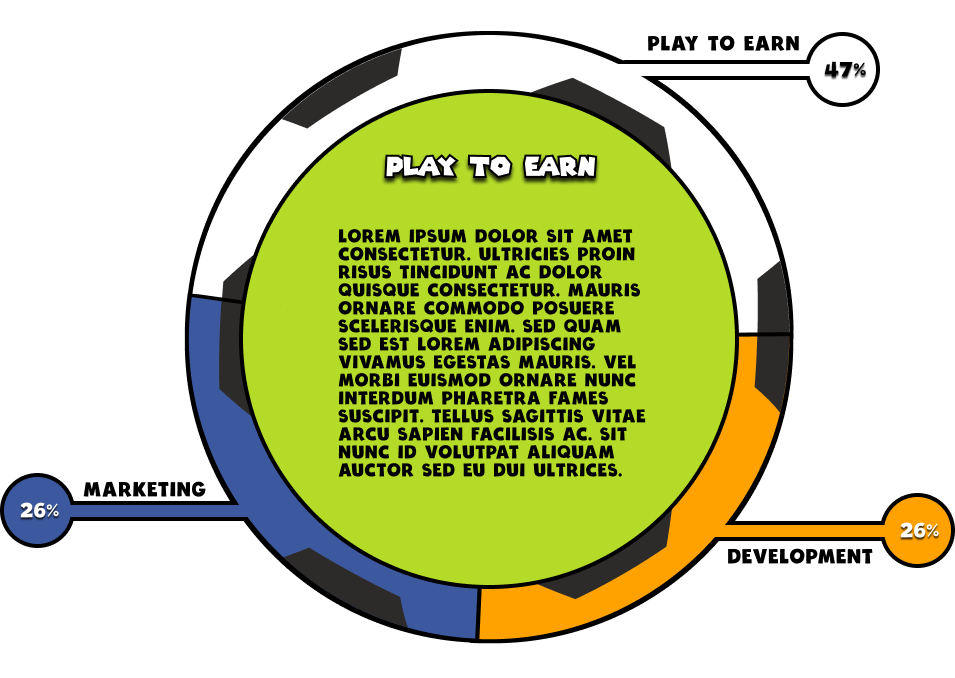 PLAY TO EARN
47%
PLAY TO EARN
LOREM IPSUM DOLOR SIT AMET
CONSECTETUR. ULTRICIES PROIN
RISUS TINCIDUNT AC DOLOR
QUISQUE CONSECTETUR. MAURIS
ORNARE COMMODO POSUERE
SCELERISQUE ENIM. SED QUAM
SED EST LOREM ADIPISCING
VIVAMUS EGESTAS MAURIS. VEL
MORBI EUISMOD ORNARE NUNC
INTERDUM PHARETRA FAMES
SUSCIPIT. TELLUS SAGITTIS VITAE
ARCU SAPIEN FACILISIS AC. SIT
NUNC ID VOLUTPAT ALIQUAM
AUCTOR SED EU DUI ULTRICES.
MARKETING
26%
26%
DEVELOPMENT